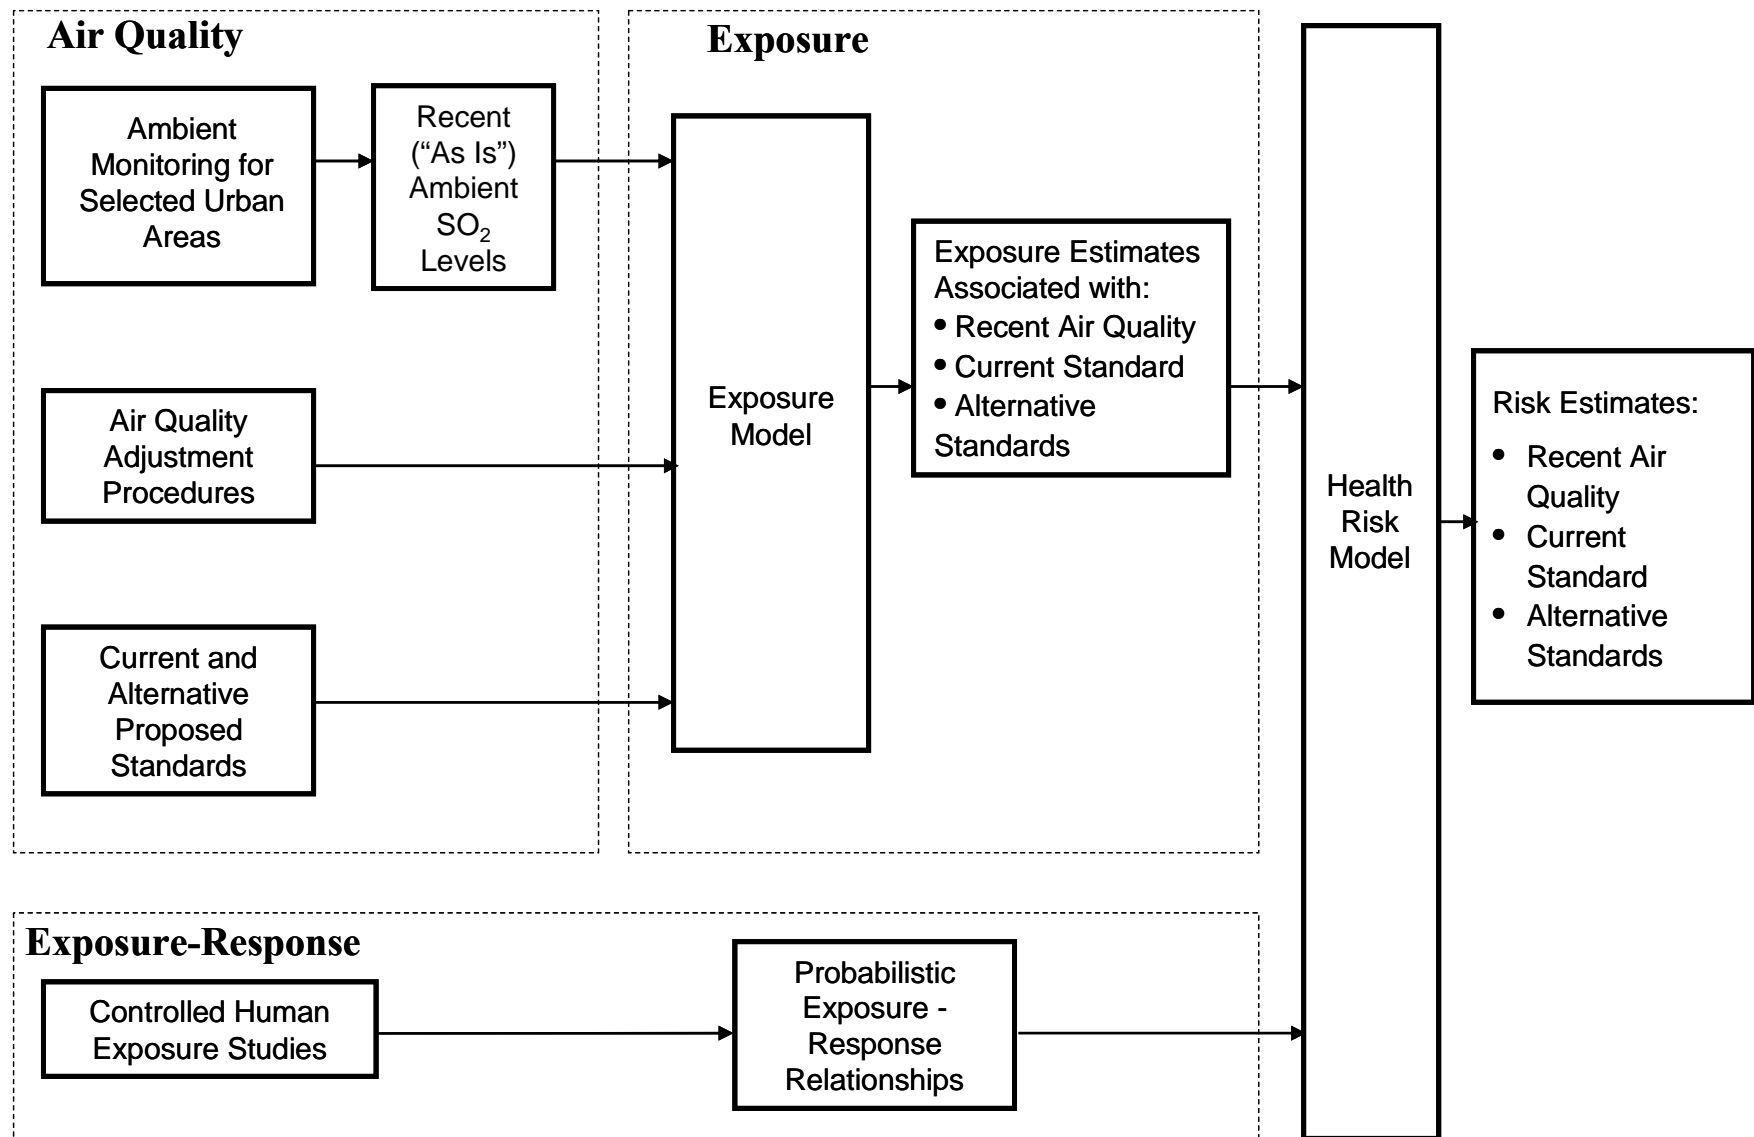 Air Quality
Ambient
Monitoring for
Selected Urban
Areas
Recent
(“As Is”)
Ambient
SO₂
Levels
Air Quality
Adjustment
Procedures
Current and
Alternative
Proposed
Standards
Exposure
Exposure
Model
Exposure Estimates
Associated with:
• Recent Air Quality
• Current Standard
• Alternative
Standards
Exposure-Response
Controlled Human
Exposure Studies
Probabilistic
Exposure -
Response
Relationships
Health
Risk
Model
Risk Estimates:
• Recent Air
Quality
• Current
Standard
• Alternative
Standards